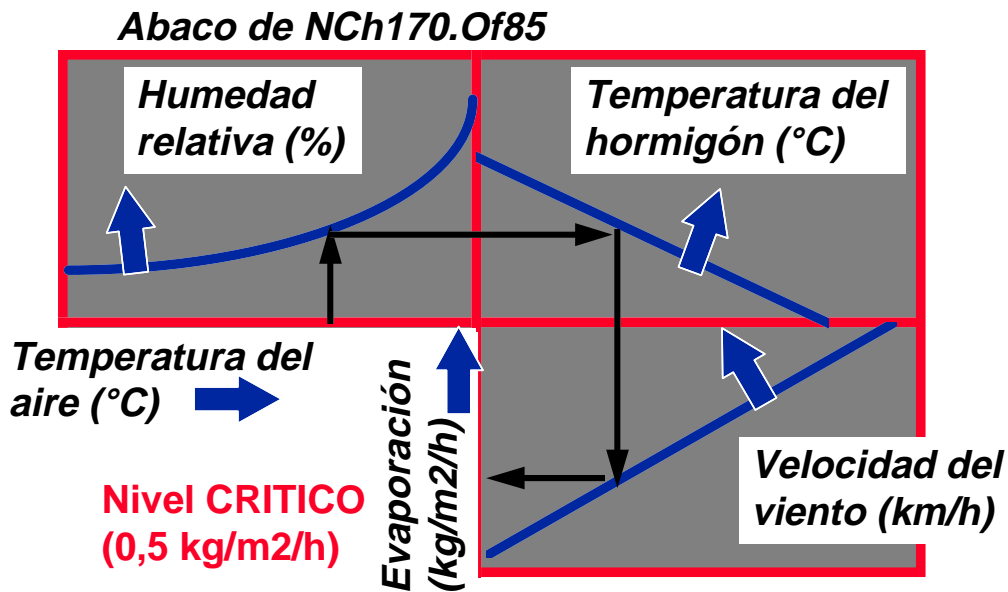 Abaco de NCh170.Of85
Humedad
relativa (%)
Temperatura del
hormigón (°C)
Temperatura del
aire (°C)
Evaporación
(kg/m2/h)
Velocidad del
viento (km/h)
Nivel CRITICO
(0,5 kg/m2/h)